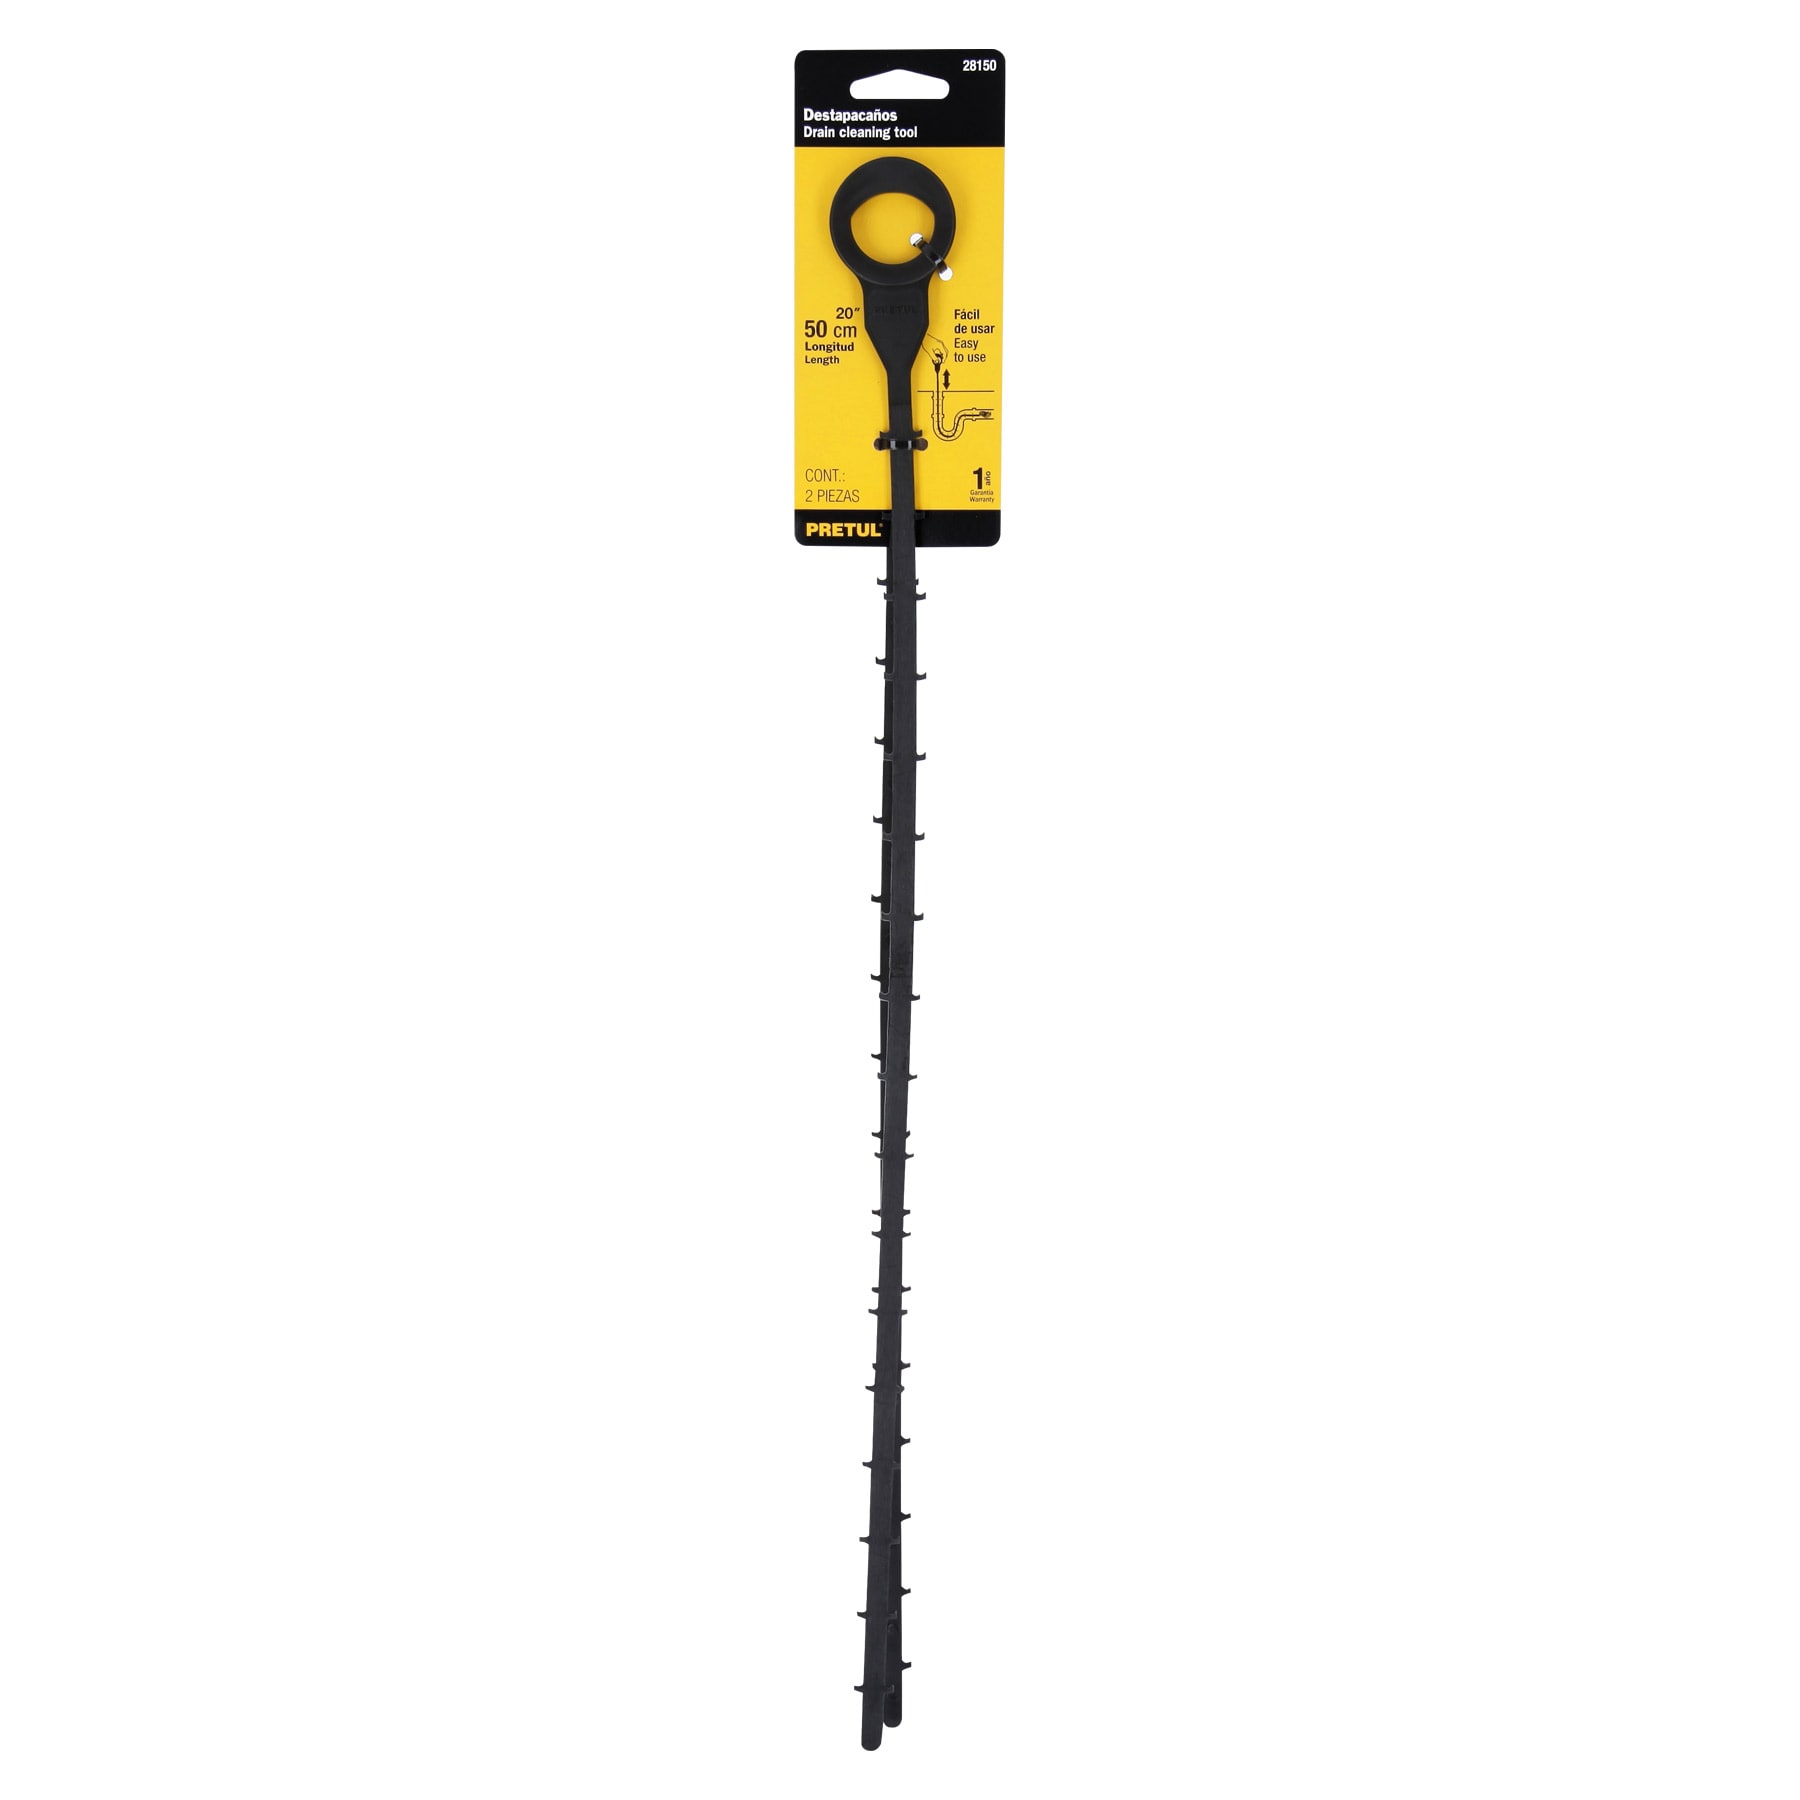 28150
Destapacaños
Drain cleaning tool
PRETUL
20"
50 cm
Longitud
Length
Fácil
de usar
Easy
to use
CONT.:
2 PIEZAS
1 año
Garantía
Warranty
PRETUL®